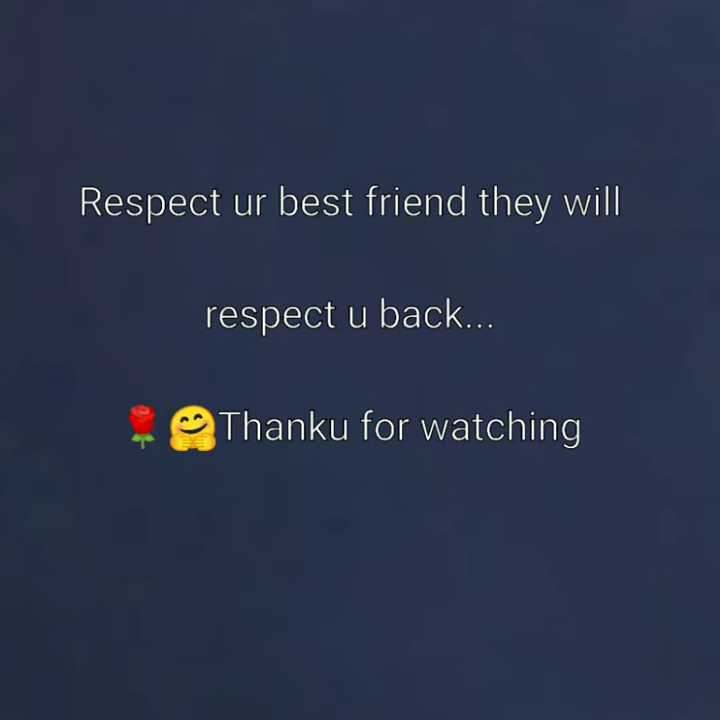 Respect ur best friend they will
respect u back...
🌹🤗Thanku for watching